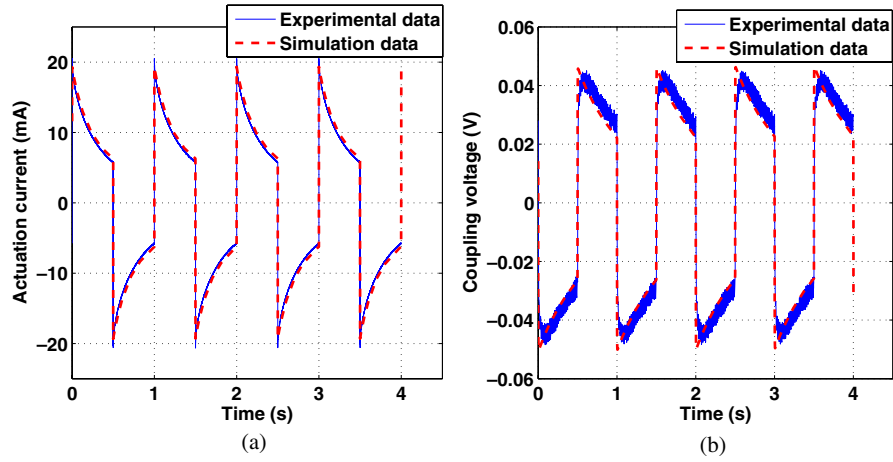 Experimental data
Simulation data
Actuation current (mA)
20
10
0
−10
−20
0
1
2
3
4
Time (s)
(a)
Experimental data
Simulation data
Coupling voltage (V)
0.06
0.04
0.02
0
−0.02
−0.04
−0.06
0
1
2
3
4
Time (s)
(b)